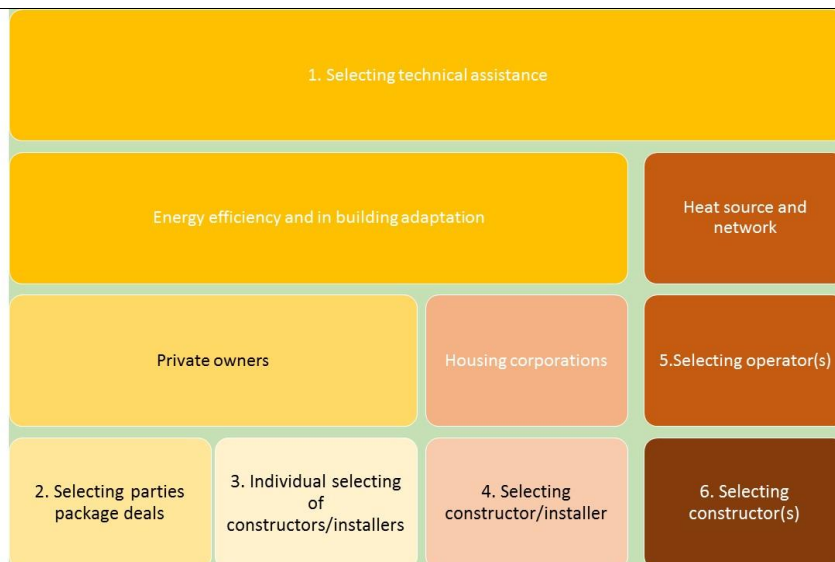 1. Selecting technical assistance
Energy efficiency and in building adaptation
Heat source and
network
Private owners
Housing corporations
5.Selecting operator(s)
2. Selecting parties
package deals
3. Individual selecting
of
constructors/installers
4. Selecting
constructor/installer
6. Selecting
constructor(s)